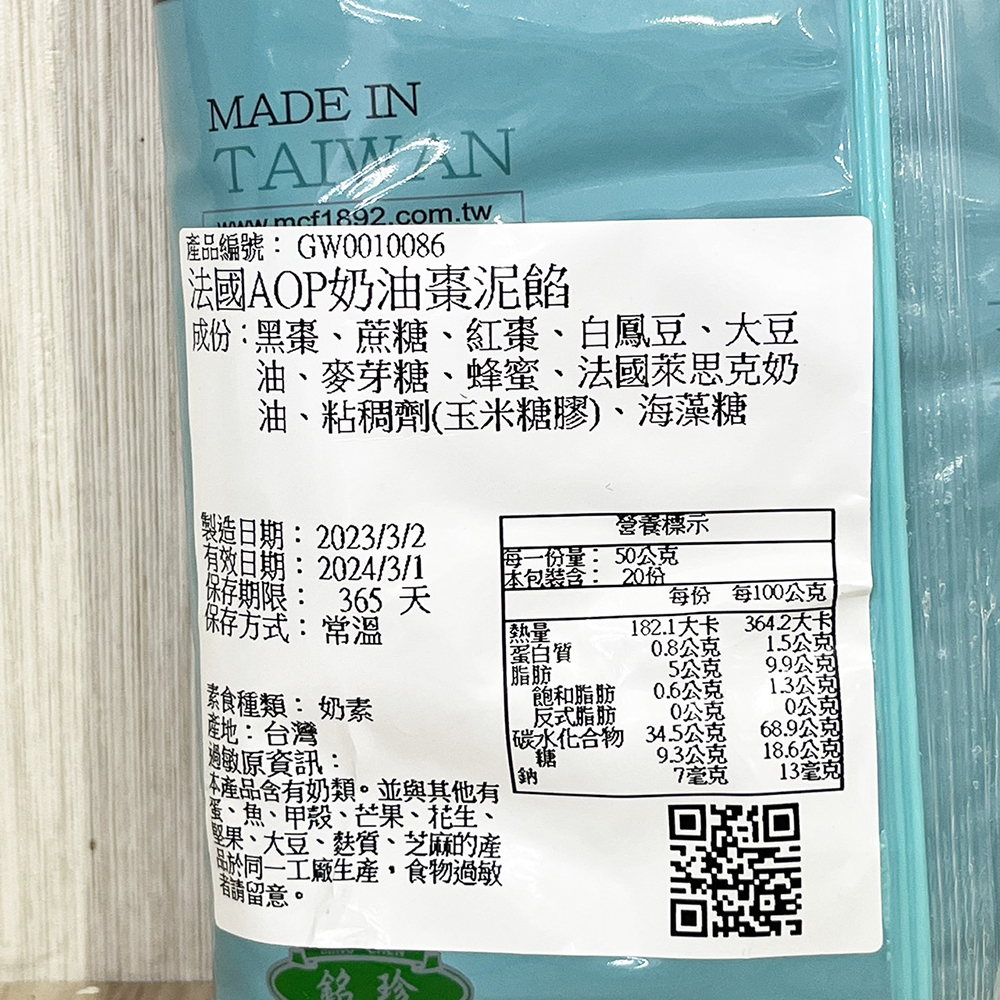 MADE IN
TAIWAN
www.mcf1892.com.tw
產品編號： GW0010086
法國AOP奶油棗泥餡
成份：黑棗、蔗糖、紅棗、白鳳豆、大豆
油、麥芽糖、蜂蜜、法國萊思克奶
油、粘稠劑(玉米糖膠)、海藻糖
製造日期： 2023/3/2
有效日期： 2024/3/1
保存期限： 365 天
保存方式： 常溫
素食種類： 奶素
產地：台灣
過敏原資訊：
本產品含有奶類。並與其他有
蛋、魚、甲殼、芒果、花生、
堅果、大豆、麩質、芝麻的產
品於同一工廠生產，食物過敏
者請留意。
營養標示
每一份量： 50公克
本包裝含： 20份
每份 每100公克
熱量 182.1大卡 364.2大卡
蛋白質 0.8公克 1.5公克
脂肪 5公克 9.9公克
飽和脂肪 0.6公克 1.3公克
反式脂肪 0公克 0公克
碳水化合物 34.5公克 68.9公克
糖 9.3公克 18.6公克
鈉 7毫克 13毫克
銘珍